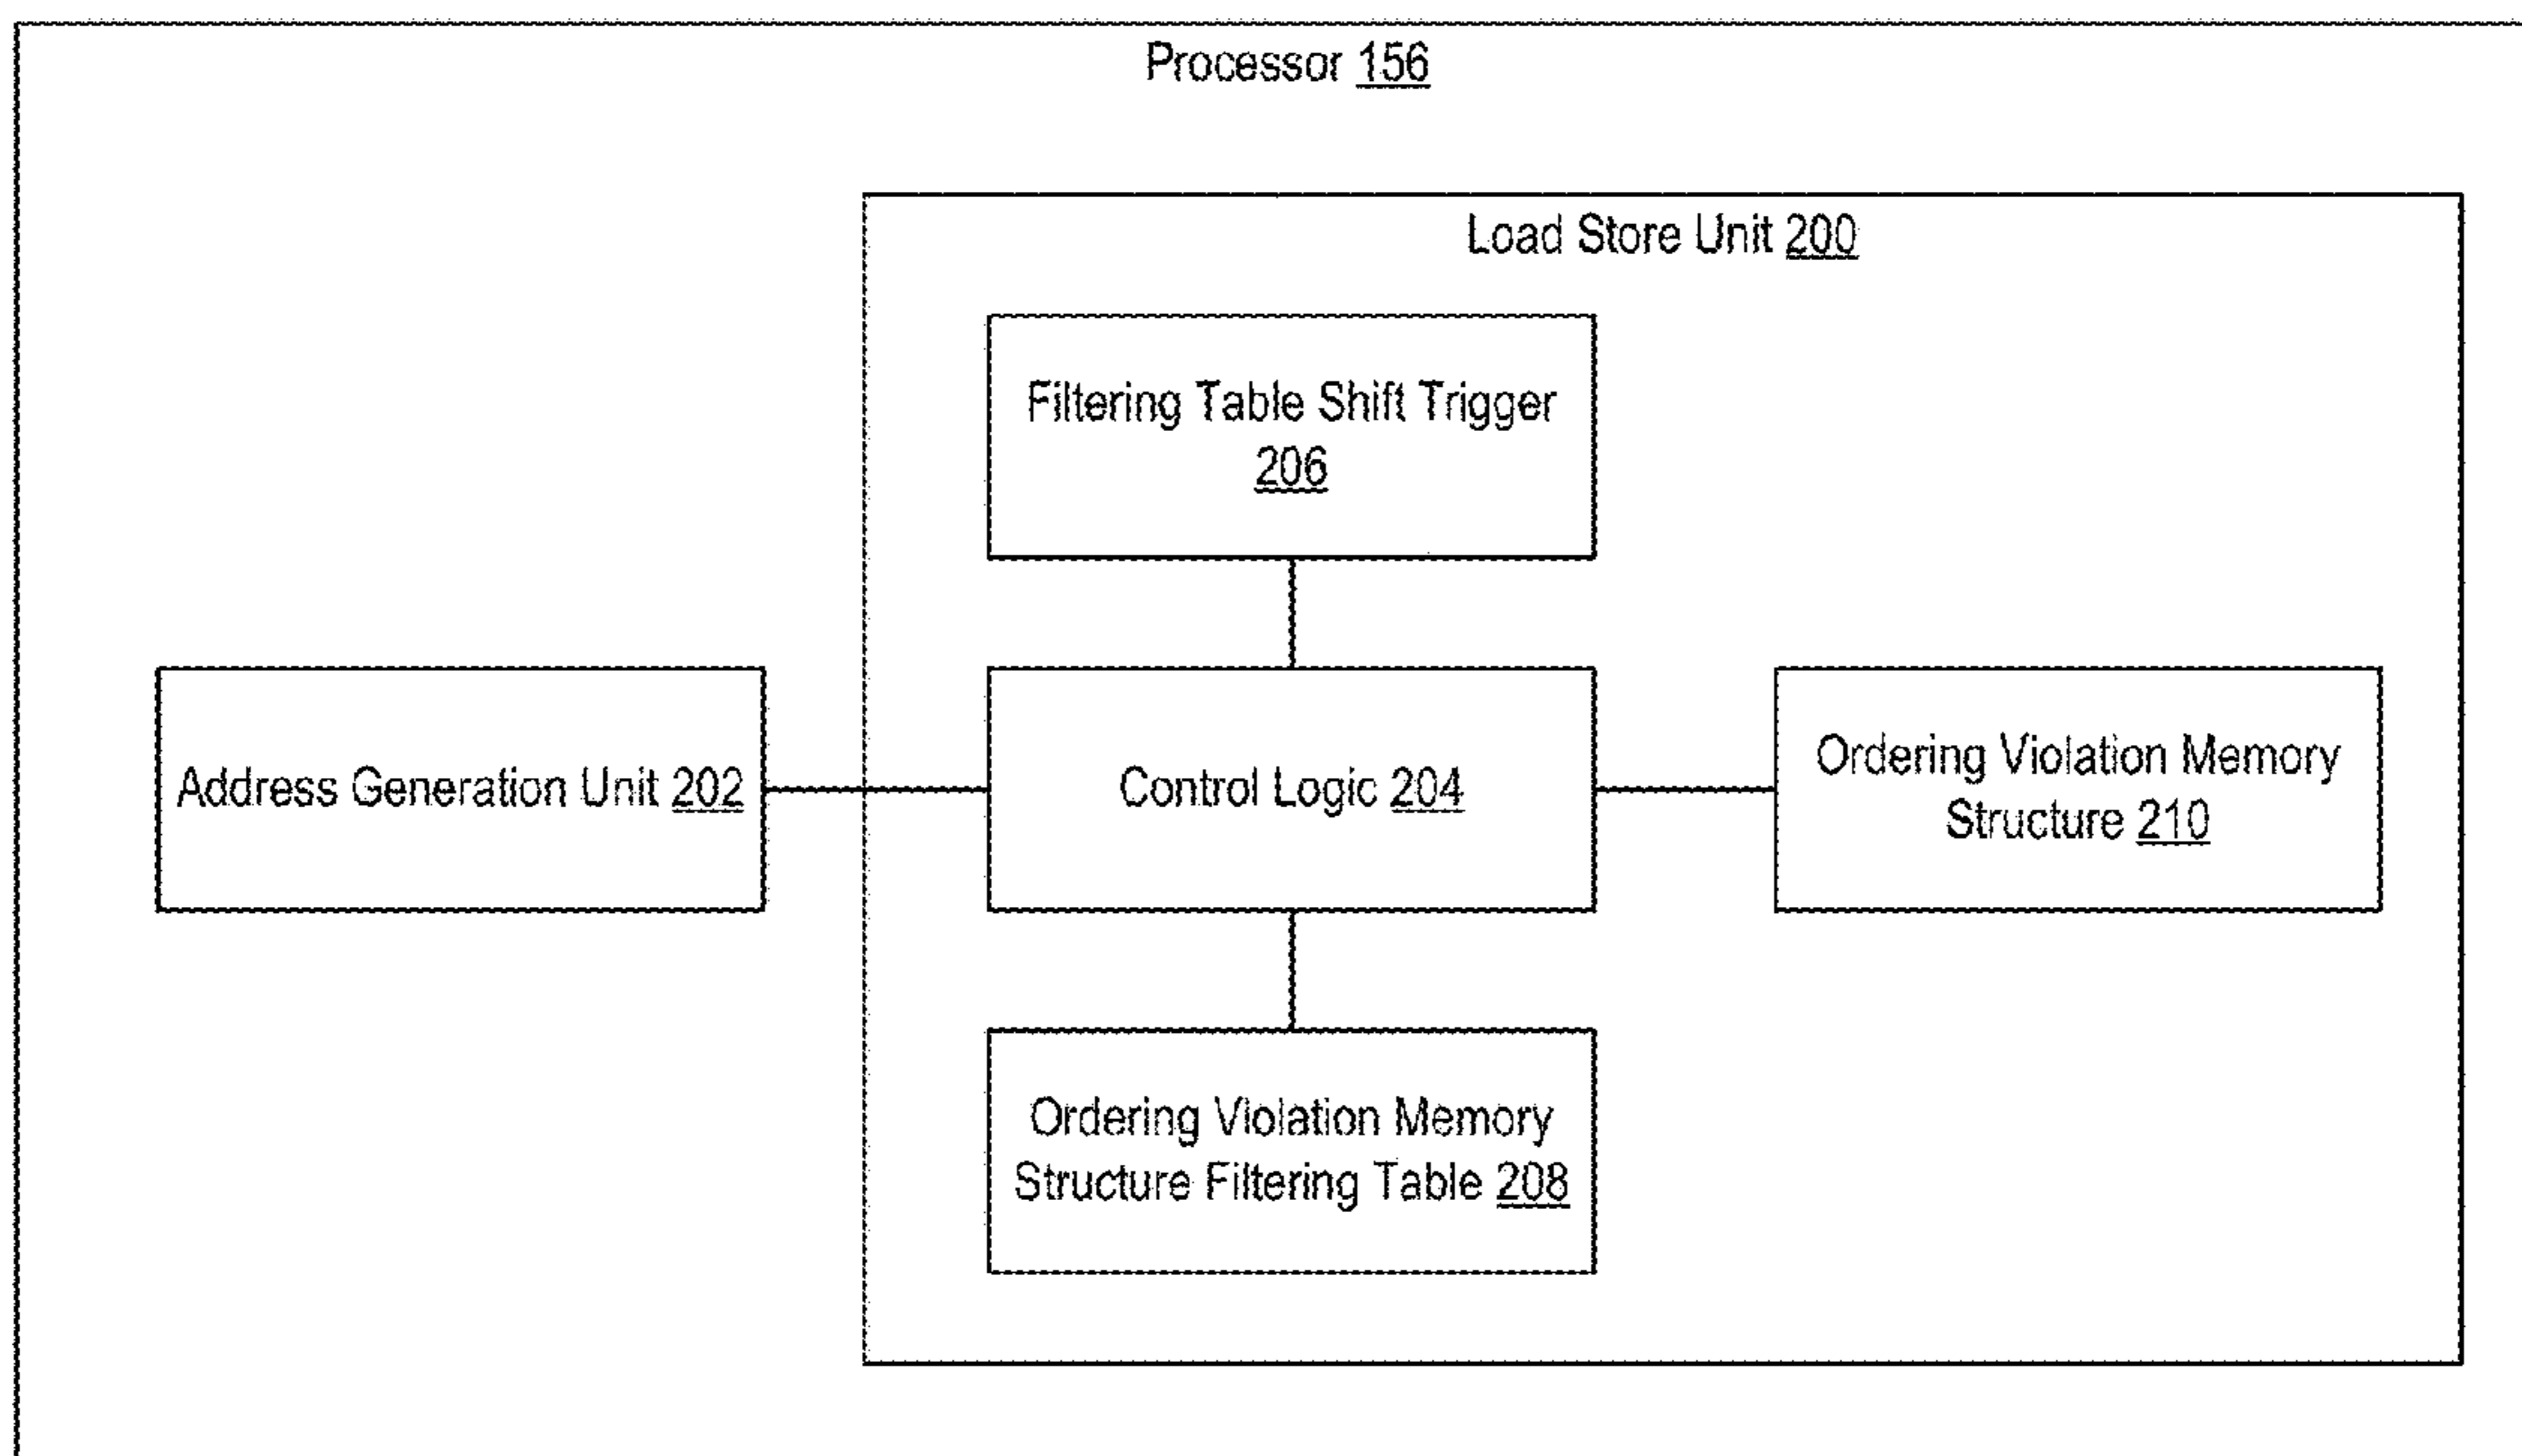 Processor 156
Load Store Unit 200
Filtering Table Shift Trigger
206
Address Generation Unit 202
Control Logic 204
Ordering Violation Memory
Structure 210
Ordering Violation Memory
Structure Filtering Table 208